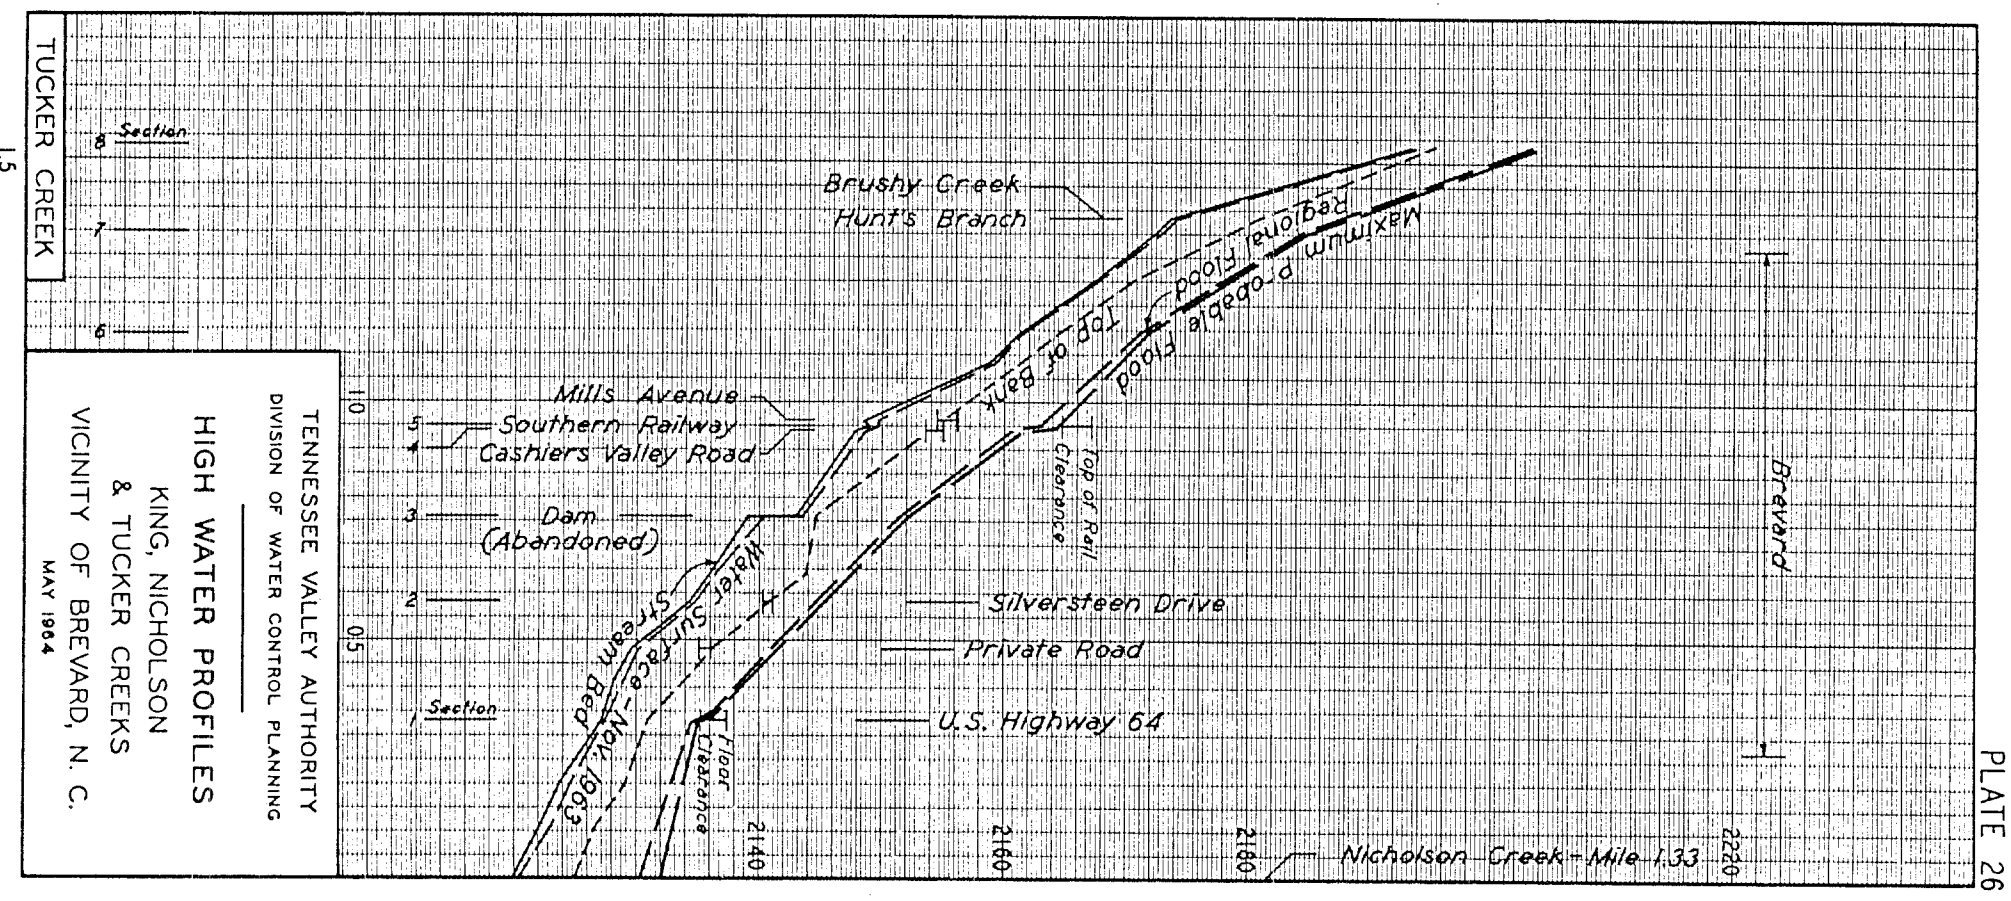 PLATE 26
TUCKER CREEK
1.5
Section
8
7
6
Brushy Creek
Hunt's Branch
Regional Flood
Maximum Probable Flood
Top of Bank
Brevard
Mills Avenue
Southern Railway
Cashiers Valley Road
5
4
3
2
1
Section
1.0
0.5
Dam
(Abandoned)
Top of Rail
Clearance
Silversteen Drive
Private Road
U.S. Highway 64
Water Surface-Nov. 1963
Stream Bed
Floor
Clearance
2140
2160
2180
2220
Nicholson Creek-Mile 1.33
TENNESSEE VALLEY AUTHORITY
DIVISION OF WATER CONTROL PLANNING
HIGH WATER PROFILES
KING, NICHOLSON
& TUCKER CREEKS
VICINITY OF BREVARD, N. C.
MAY 1964